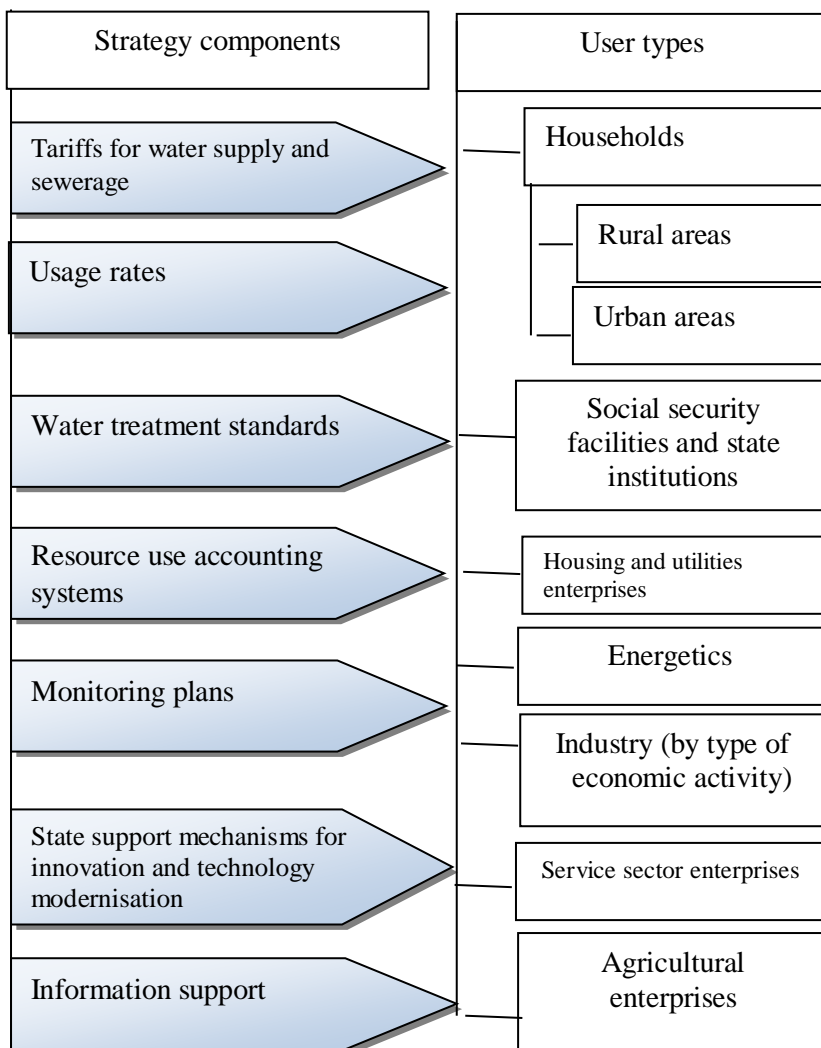 Strategy components
User types
Tariffs for water supply and
sewerage
Usage rates
Water treatment standards
Resource use accounting
systems
Monitoring plans
State support mechanisms for
innovation and technology
modernisation
Information support
Households
Rural areas
Urban areas
Social security
facilities and state
institutions
Housing and utilities
enterprises
Energetics
Industry (by type of
economic activity)
Service sector enterprises
Agricultural
enterprises